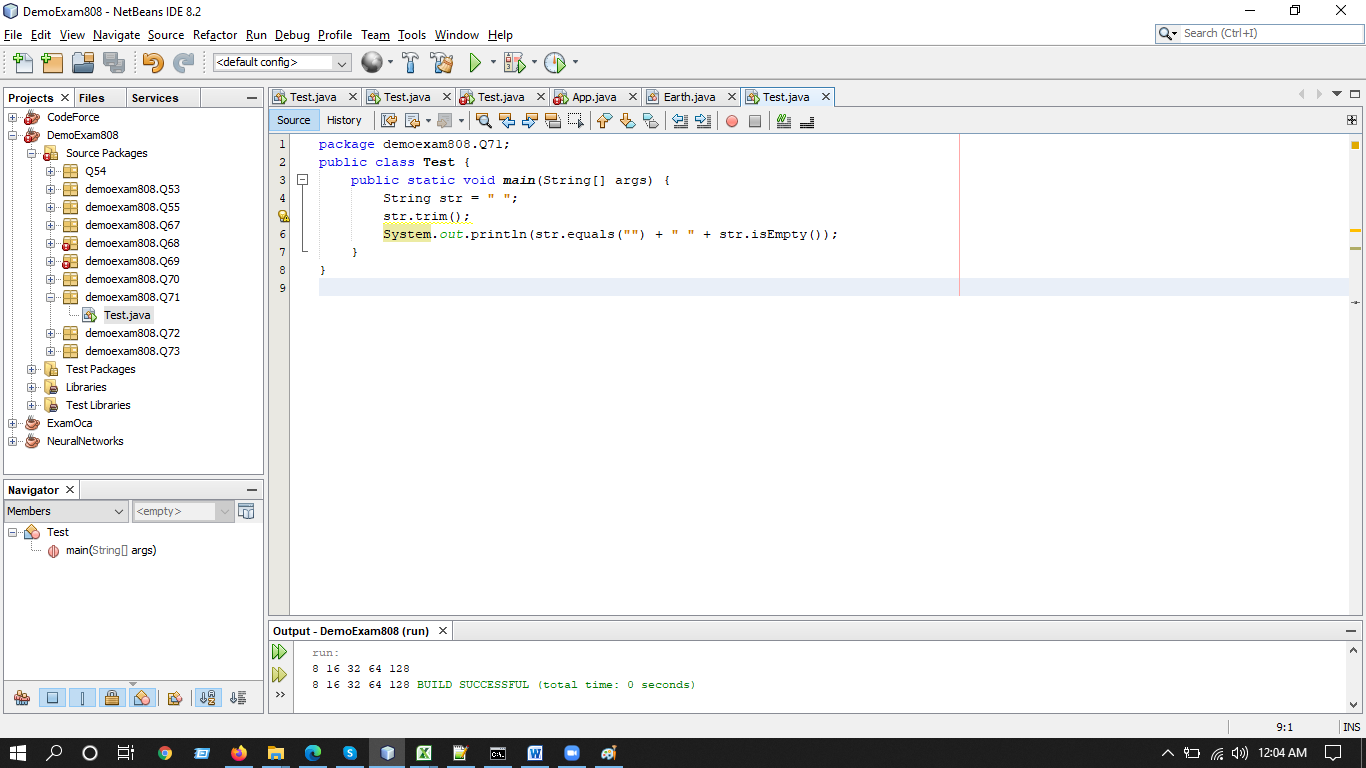 DemoExam808 - NetBeans IDE 8.2
File Edit View Navigate Source Refactor Run Debug Profile Team Tools Window Help
Search (Ctrl+I)
<default config>
Projects Files Services
CodeForce
DemoExam808
Source Packages
Q54
demoexam808.Q53
demoexam808.Q55
demoexam808.Q67
demoexam808.Q68
demoexam808.Q69
demoexam808.Q70
demoexam808.Q71
Test.java
demoexam808.Q72
demoexam808.Q73
Test Packages
Libraries
Test Libraries
ExamOca
NeuralNetworks
Navigator
Members <empty>
Test
main(String[] args)
Test.java Test.java Test.java App.java Earth.java Test.java
Source History
1 package demoexam808.Q71;
2 public class Test {
3 public static void main(String[] args) {
4 String str = " ";
str.trim();
6 System.out.println(str.equals("") + " " + str.isEmpty());
7 }
8 }
9
Output - DemoExam808 (run)
run:
8 16 32 64 128
8 16 32 64 128 BUILD SUCCESSFUL (total time: 0 seconds)
9:1 INS
12:04 AM